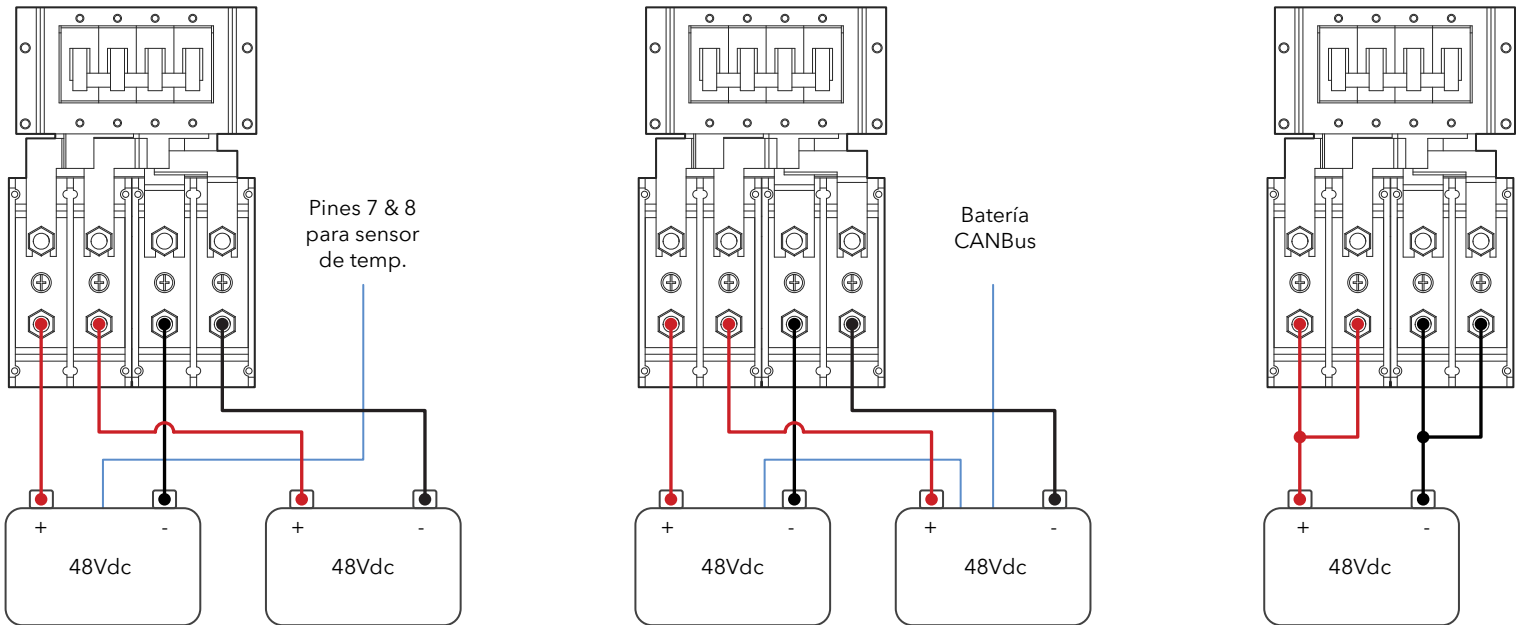 Pines 7 & 8
para sensor
de temp.
+ -
48Vdc
+ -
48Vdc
Batería
CANBus
+ -
48Vdc
+ -
48Vdc
+ -
48Vdc